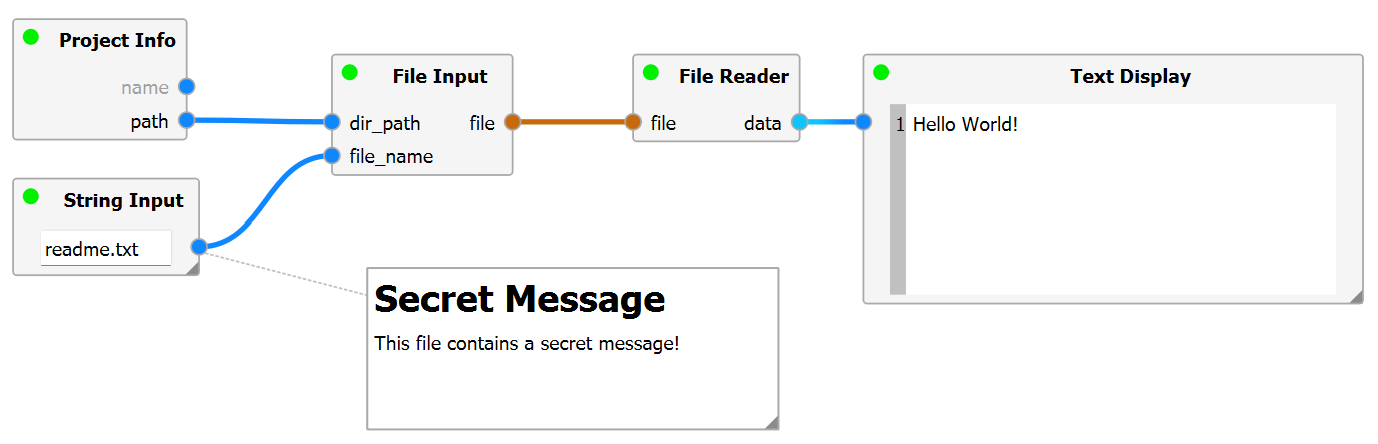 Project Info
name
path
String Input
readme.txt
File Input
dir_path file
file_name
File Reader
file data
Text Display
1 Hello World!
Secret Message
This file contains a secret message!